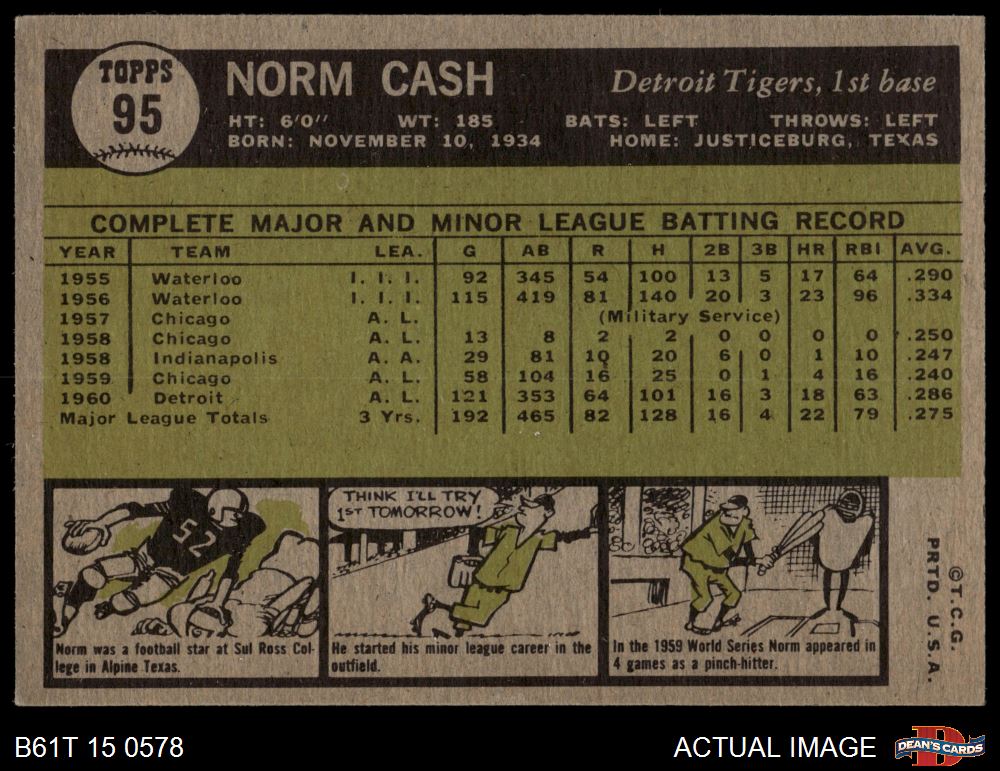 TOPPS
95
NORM CASH
Detroit Tigers, 1st base
HT: 6'0" WT: 185 BATS: LEFT THROWS: LEFT
BORN: NOVEMBER 10, 1934 HOME: JUSTICEBURG, TEXAS
COMPLETE MAJOR AND MINOR LEAGUE BATTING RECORD
YEAR TEAM LEA. G AB R H 2B 3B HR RBI AVG.
1955 Waterloo I. I. I. 92 345 54 100 13 5 17 64 .290
1956 Waterloo I. I. I. 115 419 81 140 20 3 23 96 .334
1957 Chicago A. L. (Military Service)
1958 Chicago A. L. 13 8 2 2 0 0 0 0 .250
1958 Indianapolis A. A. 29 81 10 20 6 0 1 10 .247
1959 Chicago A. L. 58 104 16 25 0 1 4 16 .240
1960 Detroit A. L. 121 353 64 101 16 3 18 63 .286
Major League Totals 3 Yrs. 192 465 82 128 16 4 22 79 .275
52
Norm was a football star at Sul Ross Col-
lege in Alpine Texas.
THINK I'LL TRY
1ST TOMORROW!
He started his minor league career in the
outfield.
In the 1959 World Series Norm appeared in
4 games as a pinch-hitter.
© T.C.G.
PRTD. U.S.A.
B61T 15 0578
ACTUAL IMAGE
D
DEAN'S CARDS